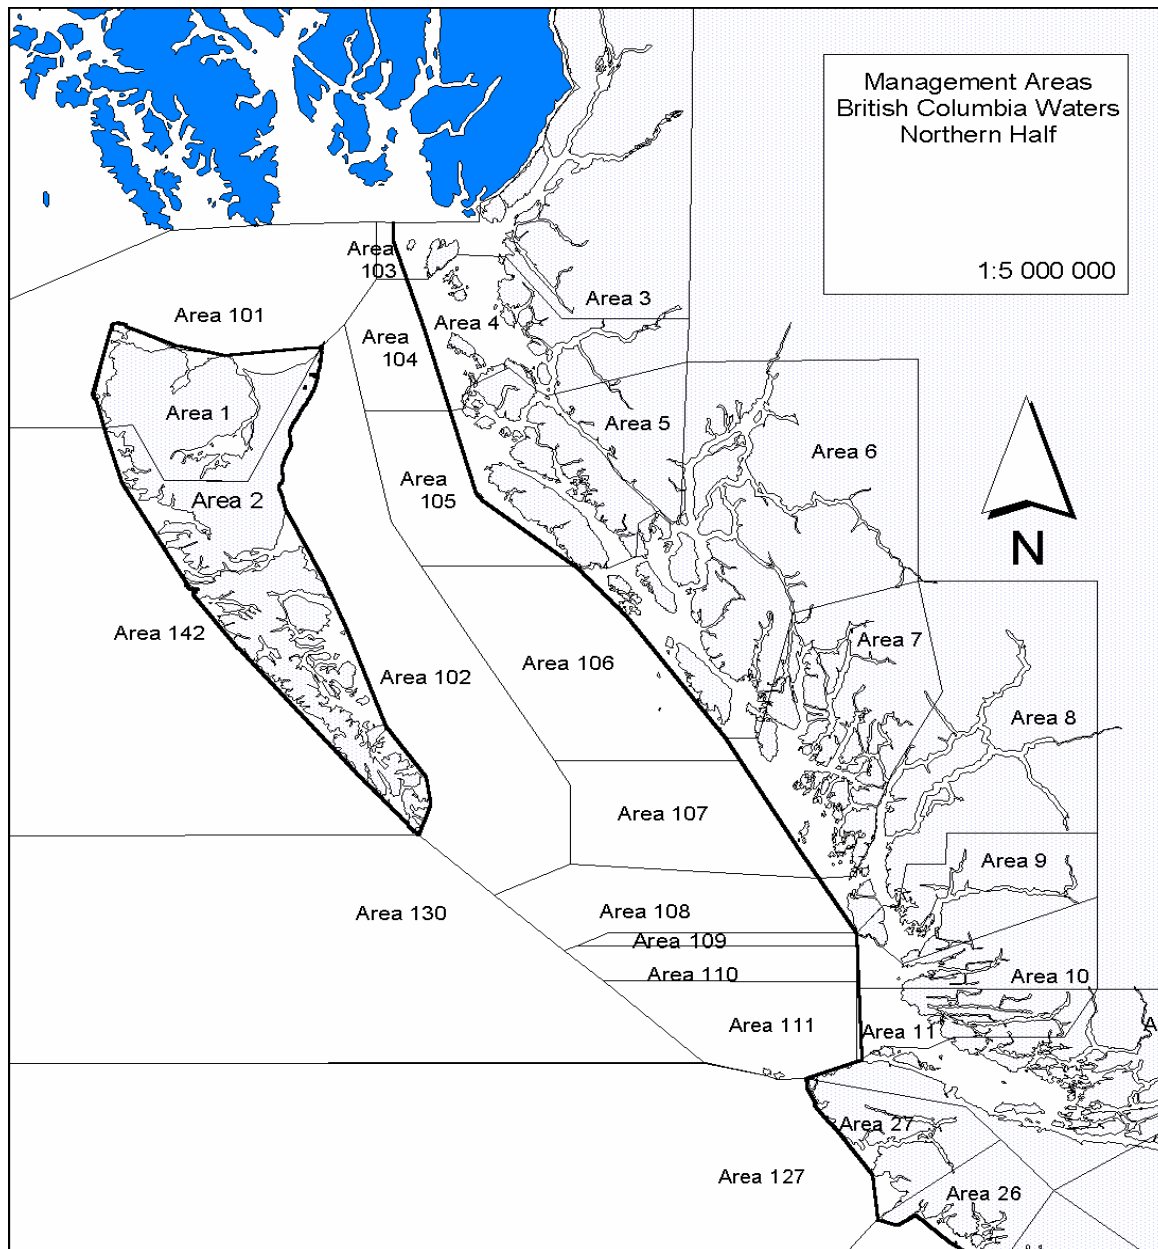 Management Areas
British Columbia Waters
Northern Half
1:5 000 000
Area
103
Area 3
Area 101
Area 4
Area
104
Area 1
Area 5
Area 6
Area
105
Area 2
N
Area 142
Area 7
Area 106
Area 102
Area 8
Area 107
Area 9
Area 130
Area 108
Area 109
Area 110
Area 10
Area 111
Area 11
A
Area 27
Area 127
Area 26